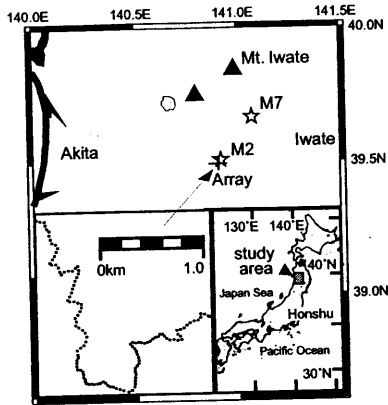 140.0E 140.5E 141.0E 141.5E
40.0N
Mt. Iwate
M7
Iwate
Akita
M2
39.5N
Array
0km 1.0
130°E 140°E
study
area
40°N
39.0N
Japan Sea
Honshu
Pacific Ocean
30°N